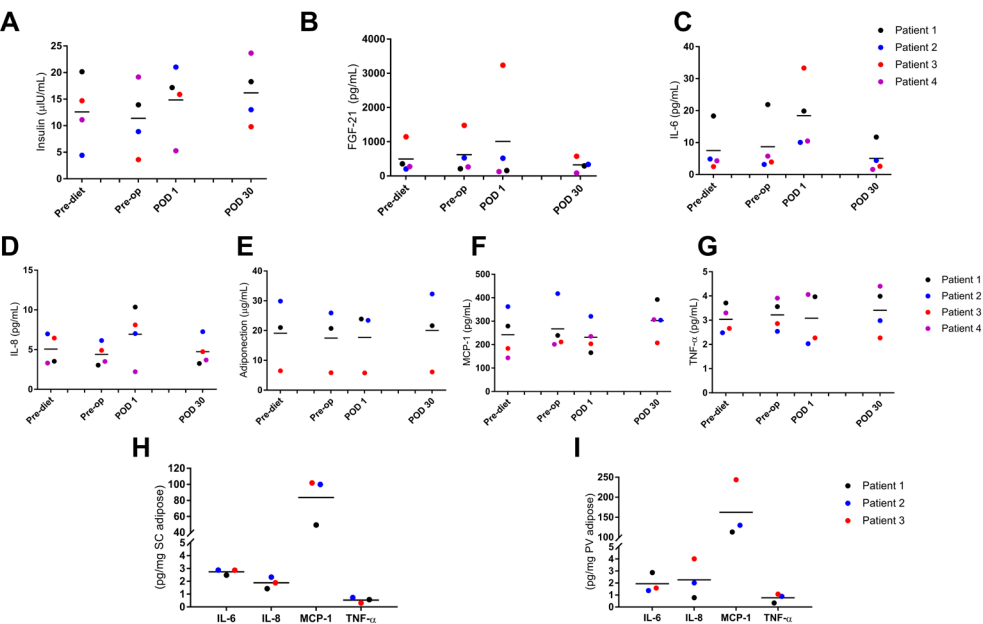 A
Insulin (µIU/mL)
25
20
15
10
5
0
Pre-diet
Pre-op
POD 1
POD 30
B
FGF-21 (pg/mL)
4000
3000
2000
1000
0
Pre-diet
Pre-op
POD 1
POD 30
C
IL-6 (pg/mL)
40
30
20
10
0
Pre-diet
Pre-op
POD 1
POD 30
Patient 1
Patient 2
Patient 3
Patient 4
D
IL-8 (pg/mL)
15
10
5
0
Pre-diet
Pre-op
POD 1
POD 30
E
Adiponection (µg/mL)
40
30
20
10
0
Pre-diet
Pre-op
POD 1
POD 30
F
MCP-1 (pg/mL)
500
400
300
200
100
0
Pre-diet
Pre-op
POD 1
POD 30
G
TNF-α (pg/mL)
5
4
3
2
1
0
Pre-diet
Pre-op
POD 1
POD 30
Patient 1
Patient 2
Patient 3
Patient 4
H
(pg/mg SC adipose)
120
100
80
60
40
5
4
3
2
1
0
IL-6
IL-8
MCP-1
TNF-α
I
(pg/mg PV adipose)
250
200
150
100
5
4
3
2
1
0
IL-6
IL-8
MCP-1
TNF-α
Patient 1
Patient 2
Patient 3